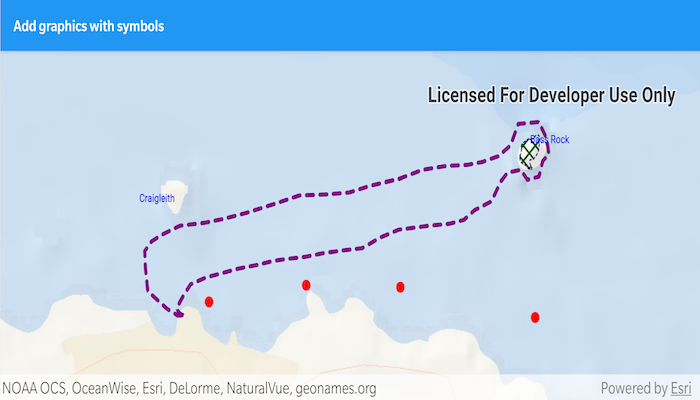 Add graphics with symbols
Licensed For Developer Use Only
Bass Rock
Craigleith
NOAA OCS, OceanWise, Esri, DeLorme, NaturalVue, geonames.org
Powered by Esri